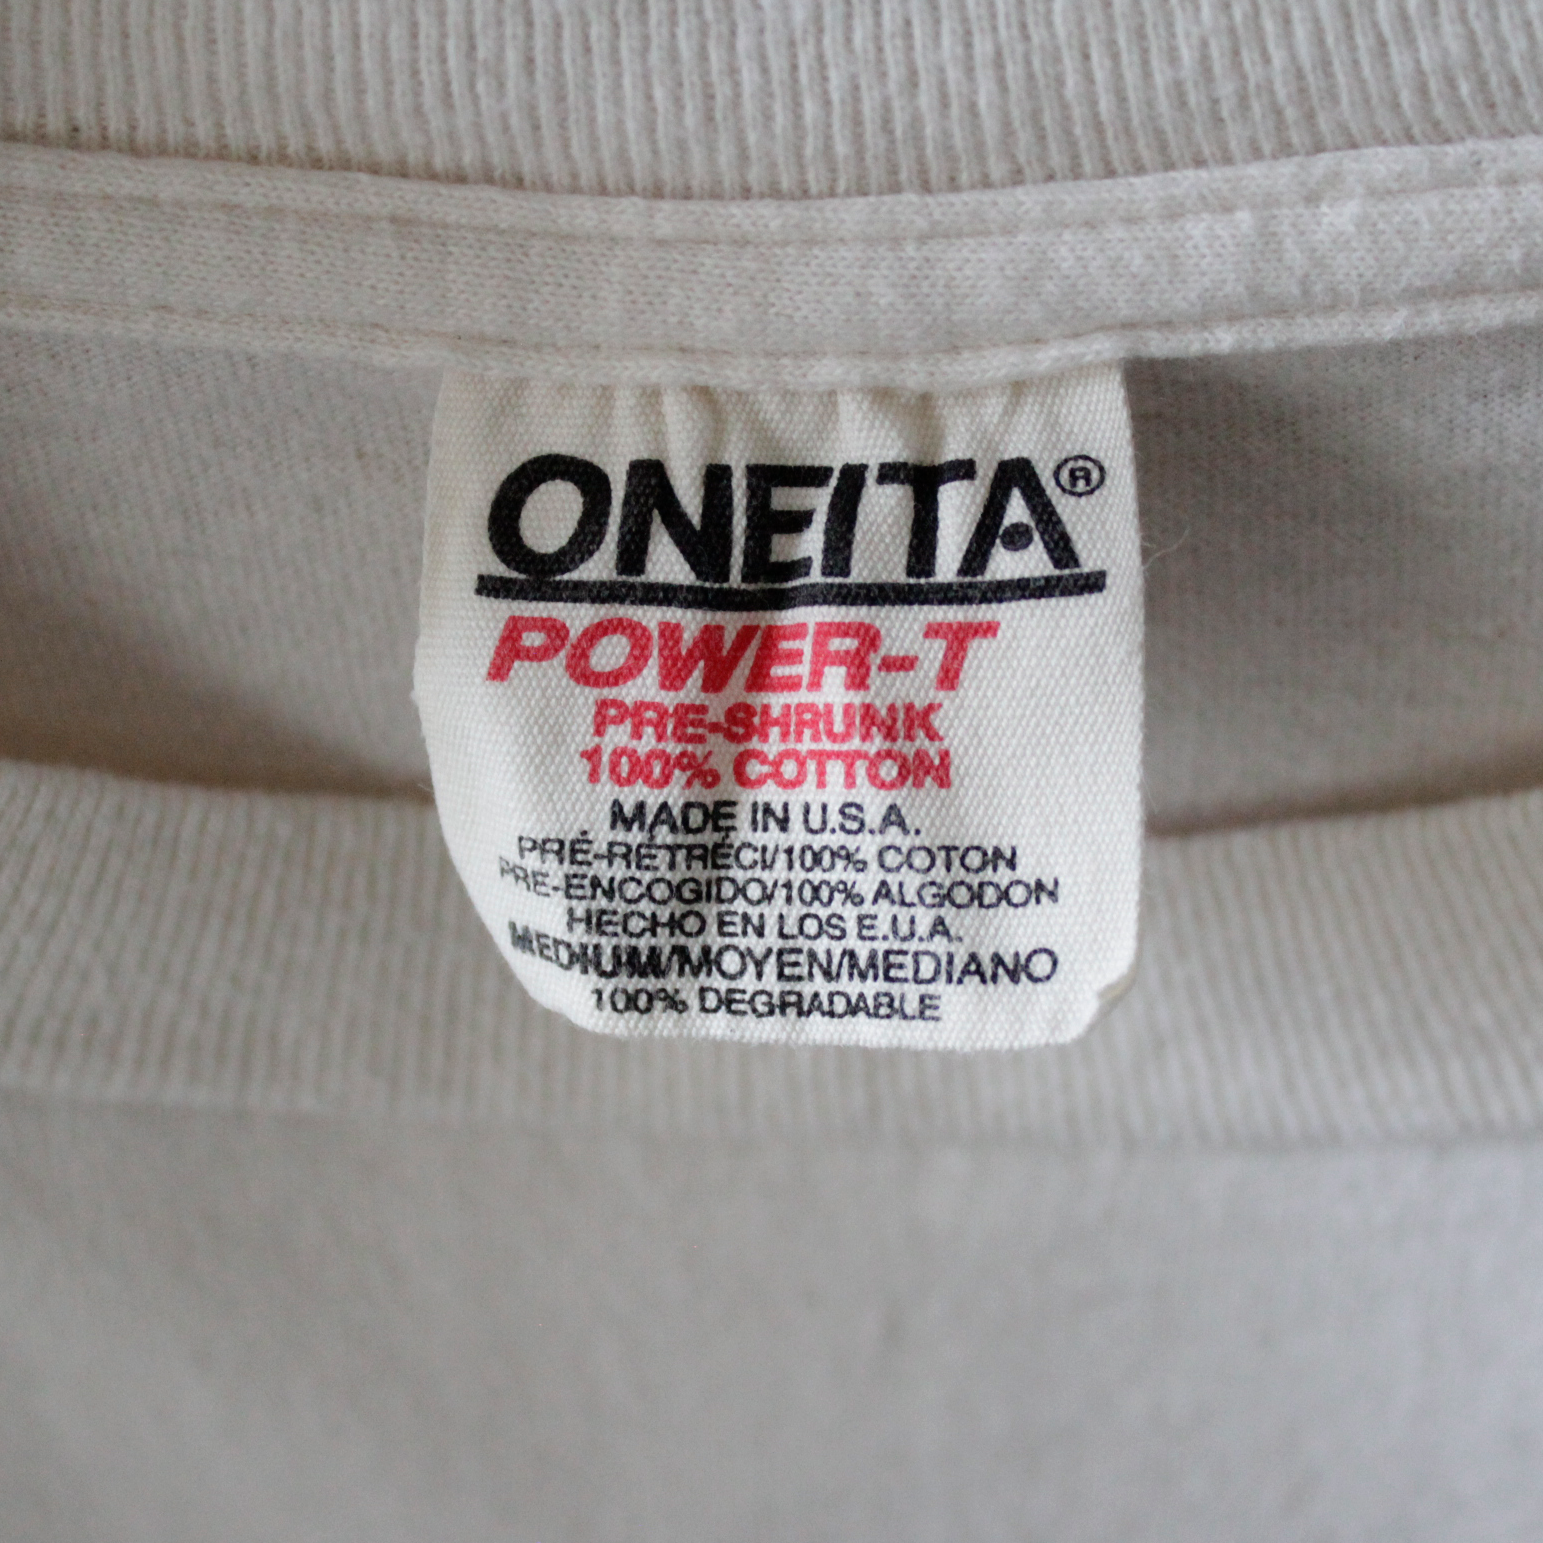 ONEITA®
POWER-T
PRE-SHRUNK
100% COTTON
MADE IN U.S.A.
PRÉ-RÉTRÉCI/100% COTON
PRE-ENCOGIDO/100% ALGODON
HECHO EN LOS E.U.A.
MEDIUM/MOYEN/MEDIANO
100% DEGRADABLE